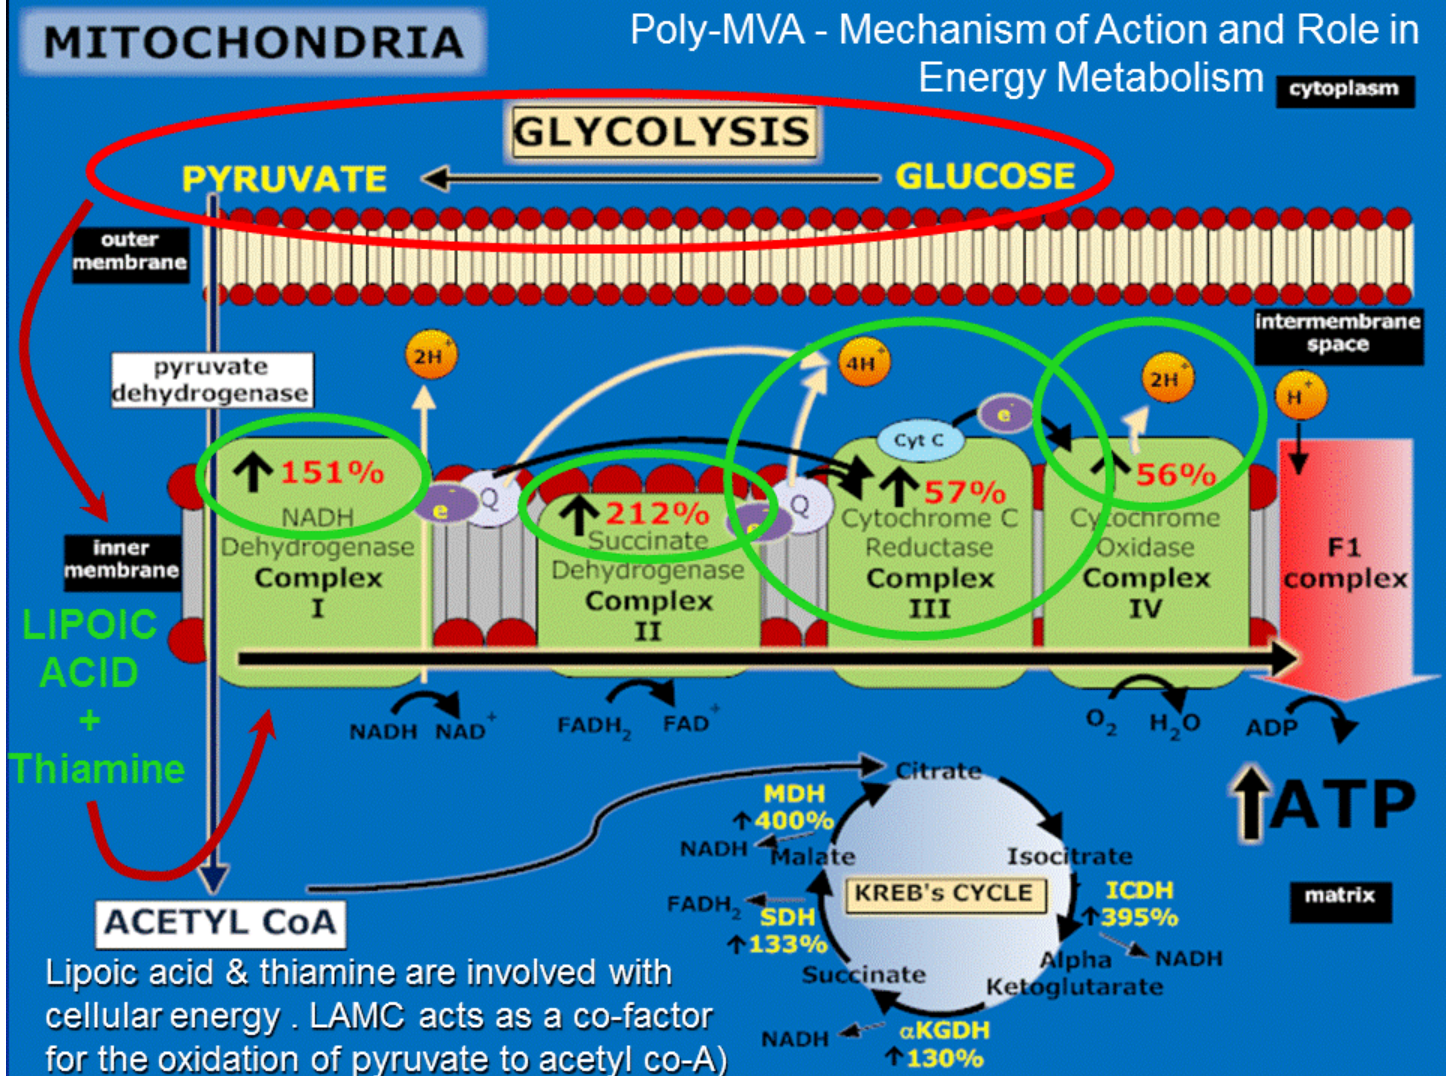 MITOCHONDRIA
Poly-MVA - Mechanism of Action and Role in
Energy Metabolism
cytoplasm
GLYCOLYSIS
PYRUVATE
GLUCOSE
outer
membrane
intermembrane
space
pyruvate
dehydrogenase
2H+
4H+
2H+
H+
Cyt C
e-
151%
NADH
Dehydrogenase
Complex
I
e-
Q
212%
Succinate
Dehydrogenase
Complex
II
e-
Q
57%
Cytochrome C
Reductase
Complex
III
56%
Cytochrome
Oxidase
Complex
IV
F1
complex
inner
membrane
LIPOIC
ACID
+
Thiamine
NADH NAD+
FADH2 FAD+
O2 H2O
ADP
ATP
matrix
Citrate
Isocitrate
ICDH
↑395%
NADH
Alpha
Ketoglutarate
αKGDH
↑130%
NADH
Succinate
SDH
↑133%
FADH2
Malate
MDH
↑400%
NADH
KREB's CYCLE
ACETYL CoA
Lipoic acid & thiamine are involved with
cellular energy . LAMC acts as a co-factor
for the oxidation of pyruvate to acetyl co-A)